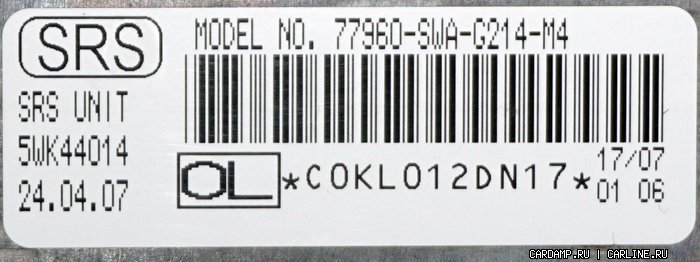 SRS
MODEL NO. 77960-SWA-G214-M4
SRS UNIT
5WK44014
24.04.07
OL
*COKL012DN17*
17/07
01 06
CARDAMP.RU | CARLINE.RU